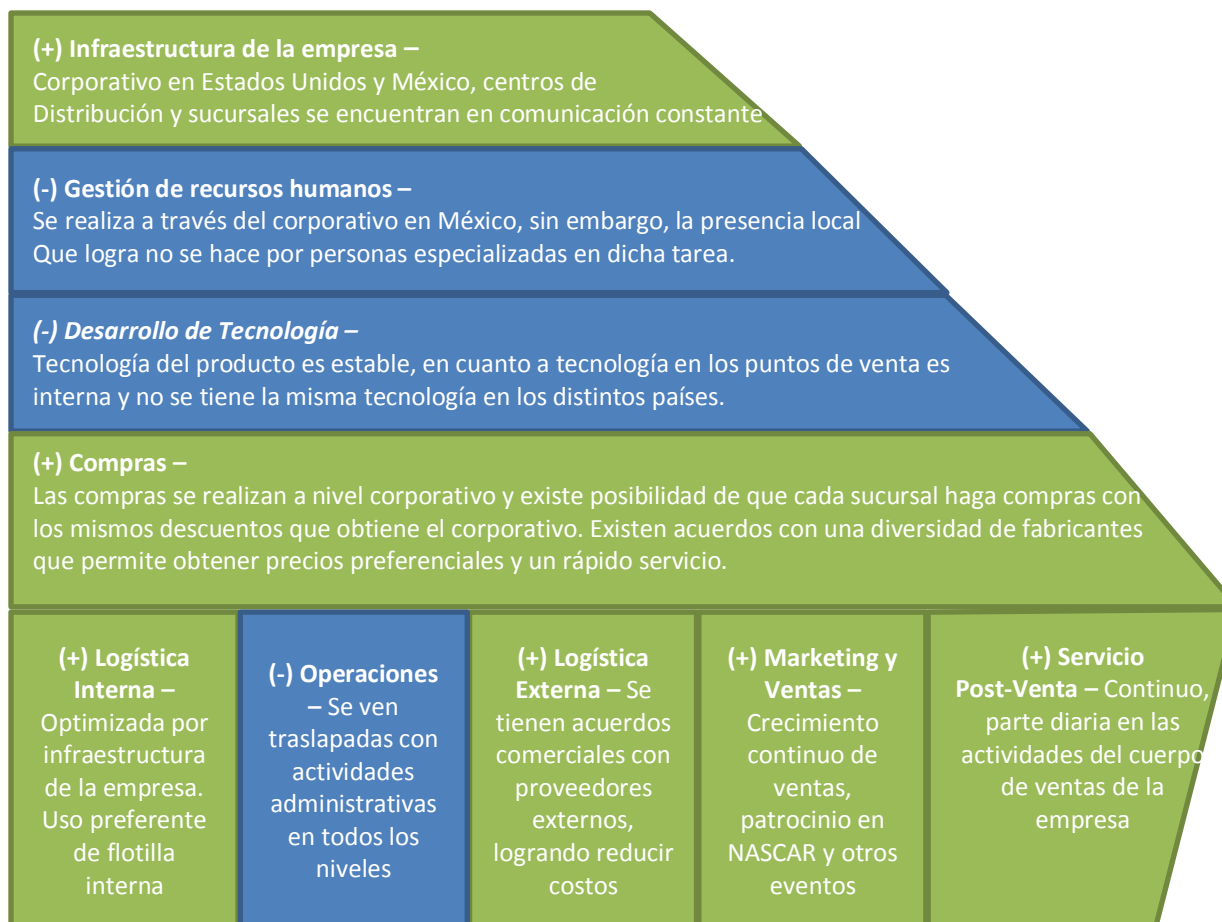 (+) Infraestructura de la empresa –
Corporativo en Estados Unidos y México, centros de
Distribución y sucursales se encuentran en comunicación constante
(-) Gestión de recursos humanos –
Se realiza a través del corporativo en México, sin embargo, la presencia local
Que logra no se hace por personas especializadas en dicha tarea.
(-) Desarrollo de Tecnología –
Tecnología del producto es estable, en cuanto a tecnología en los puntos de venta es
interna y no se tiene la misma tecnología en los distintos países.
(+) Compras –
Las compras se realizan a nivel corporativo y existe posibilidad de que cada sucursal haga compras con
los mismos descuentos que obtiene el corporativo. Existen acuerdos con una diversidad de fabricantes
que permite obtener precios preferenciales y un rápido servicio.
(+) Logística
Interna –
Optimizada por
infraestructura
de la empresa.
Uso preferente
de flotilla
interna
(-) Operaciones
– Se ven
traslapadas con
actividades
administrativas
en todos los
niveles
(+) Logística
Externa – Se
tienen acuerdos
comerciales con
proveedores
externos,
logrando reducir
costos
(+) Marketing y
Ventas –
Crecimiento
continuo de
ventas,
patrocinio en
NASCAR y otros
eventos
(+) Servicio
Post-Venta – Continuo,
parte diaria en las
actividades del cuerpo
de ventas de la
empresa